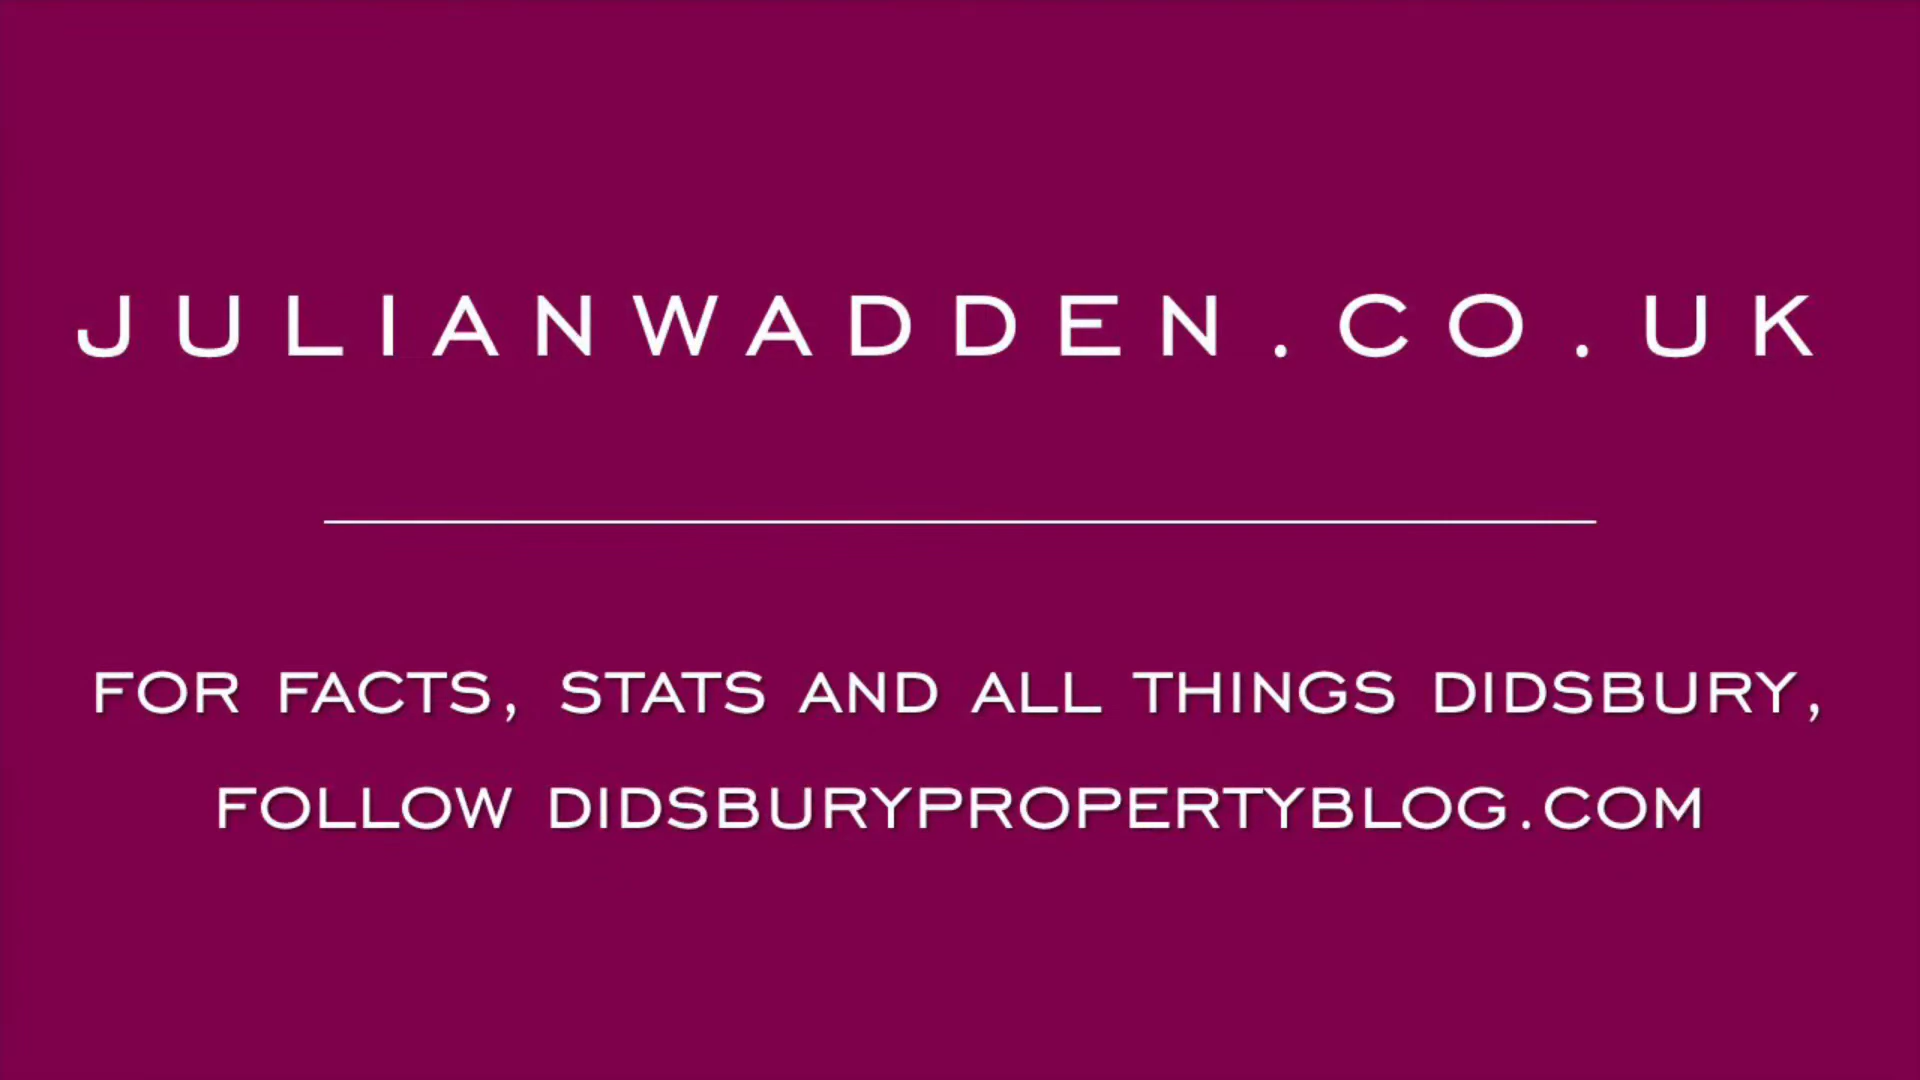 JULIANWADDEN.CO.UK
FOR FACTS, STATS AND ALL THINGS DIDSBURY,
FOLLOW DIDSBURYPROPERTYBLOG.COM